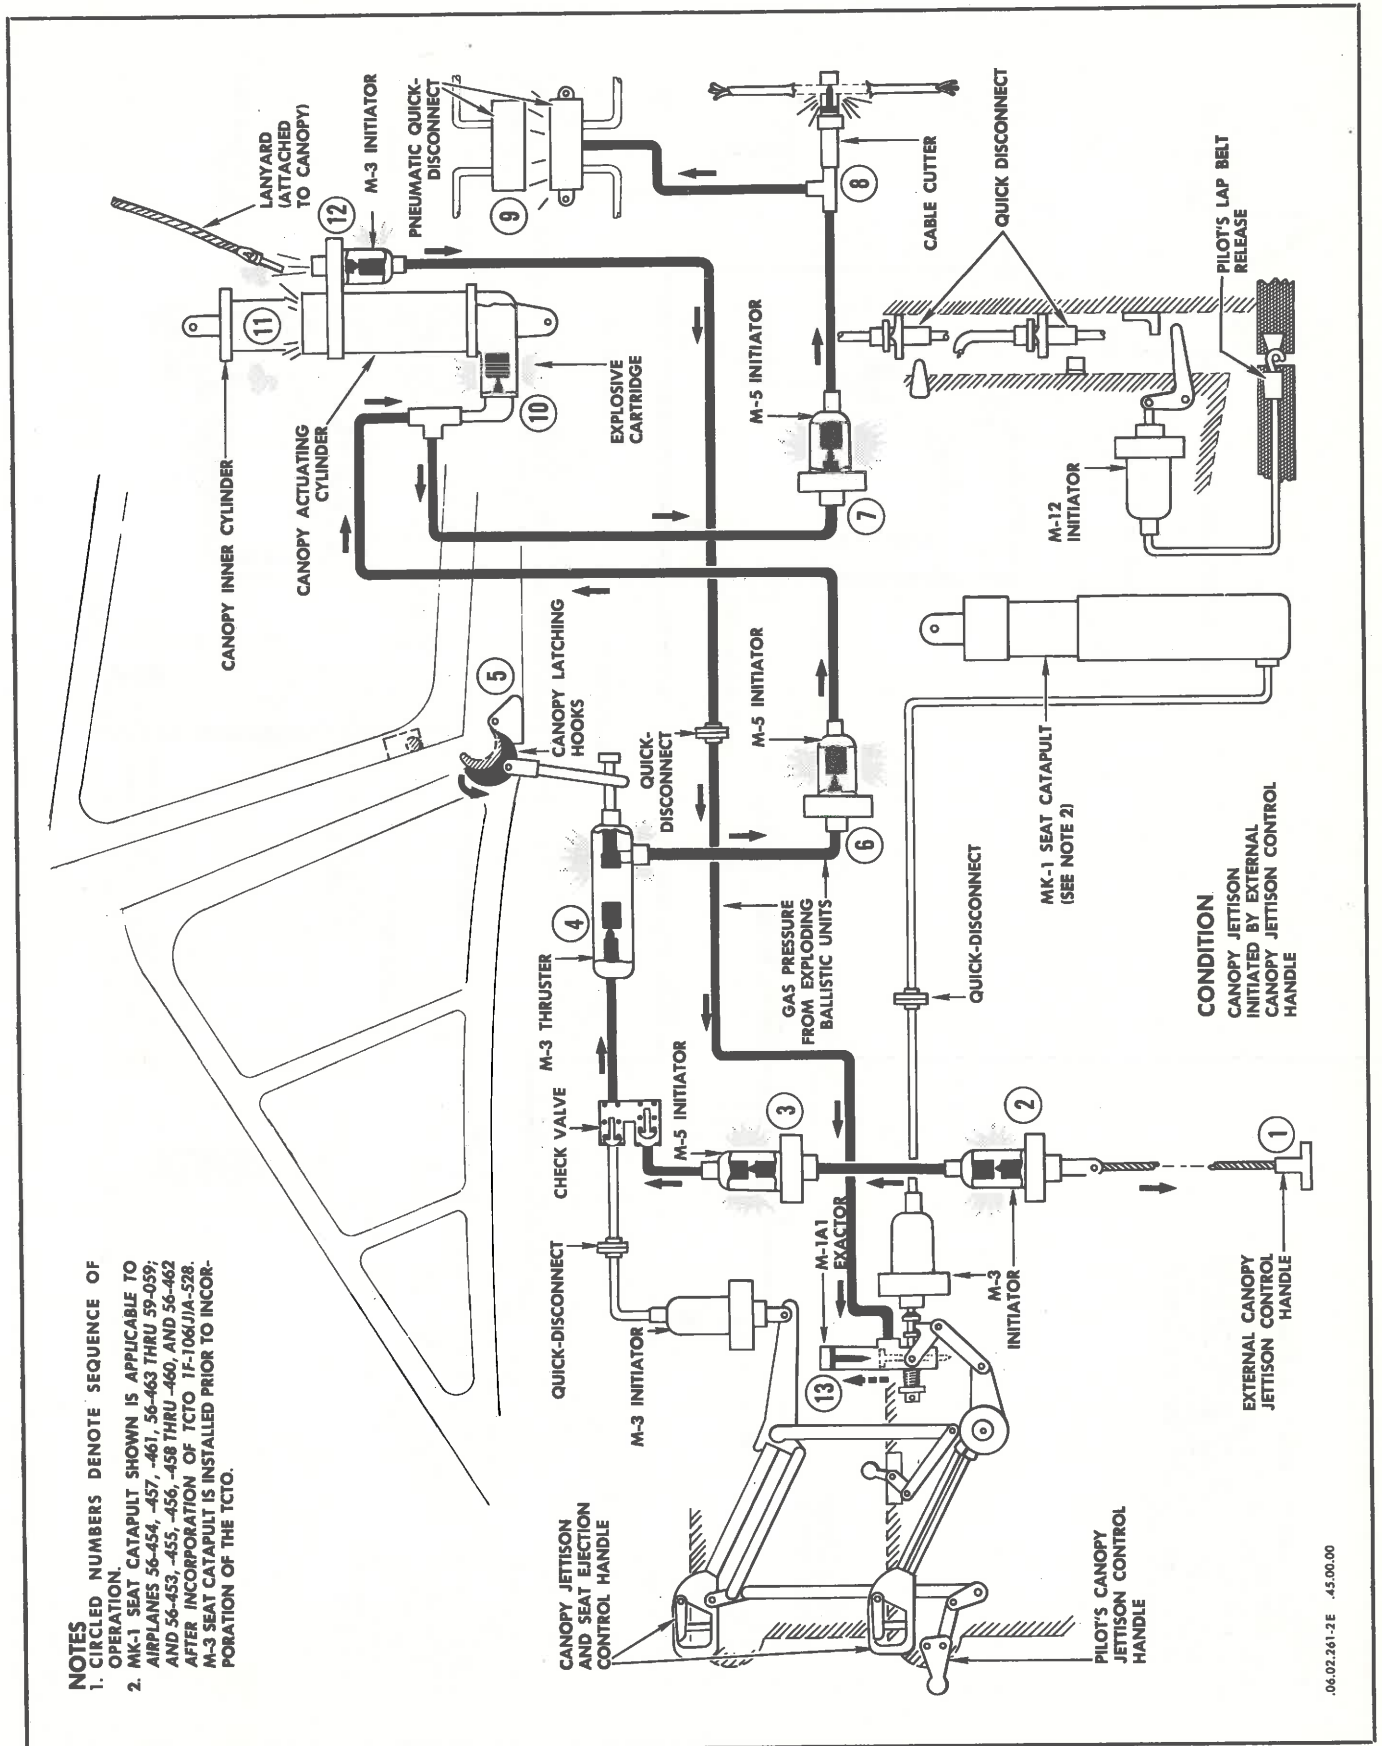 NOTES
1. CIRCLED NUMBERS DENOTE SEQUENCE OF
OPERATION.
2. MK-1 SEAT CATAPULT SHOWN IS APPLICABLE TO
AIRPLANES 56-454, -457, -461, 56-463 THRU 59-059;
AND 56-453, -455, -456, -458 THRU -460, AND 56-462
AFTER INCORPORATION OF TCTO 1F-106(J)A-528.
M-3 SEAT CATAPULT IS INSTALLED PRIOR TO INCOR-
PORATION OF THE TCTO.
CANOPY INNER CYLINDER
CANOPY ACTUATING
CYLINDER
LANYARD
(ATTACHED
TO CANOPY)
M-3 INITIATOR
PNEUMATIC QUICK-
DISCONNECT
11
12
9
10
EXPLOSIVE
CARTRIDGE
5
CANOPY LATCHING
HOOKS
QUICK-
DISCONNECT
M-5 INITIATOR
M-5 INITIATOR
7
8
CABLE CUTTER
QUICK DISCONNECT
PILOT'S LAP BELT
RELEASE
M-12
INITIATOR
4
M-3 THRUSTER
6
GAS PRESSURE
FROM EXPLODING
BALLISTIC UNITS
CHECK VALVE
M-5 INITIATOR
3
QUICK-DISCONNECT
M-3 INITIATOR
M-1A1
EXACTOR
13
M-3
INITIATOR
2
1
EXTERNAL CANOPY
JETTISON CONTROL
HANDLE
QUICK-DISCONNECT
MK-1 SEAT CATAPULT
(SEE NOTE 2)
CANOPY JETTISON
AND SEAT EJECTION
CONTROL HANDLE
PILOT'S CANOPY
JETTISON CONTROL
HANDLE
CONDITION
CANOPY JETTISON
INITIATED BY EXTERNAL
CANOPY JETTISON CONTROL
HANDLE
.06.02.261-2E .45.00.00